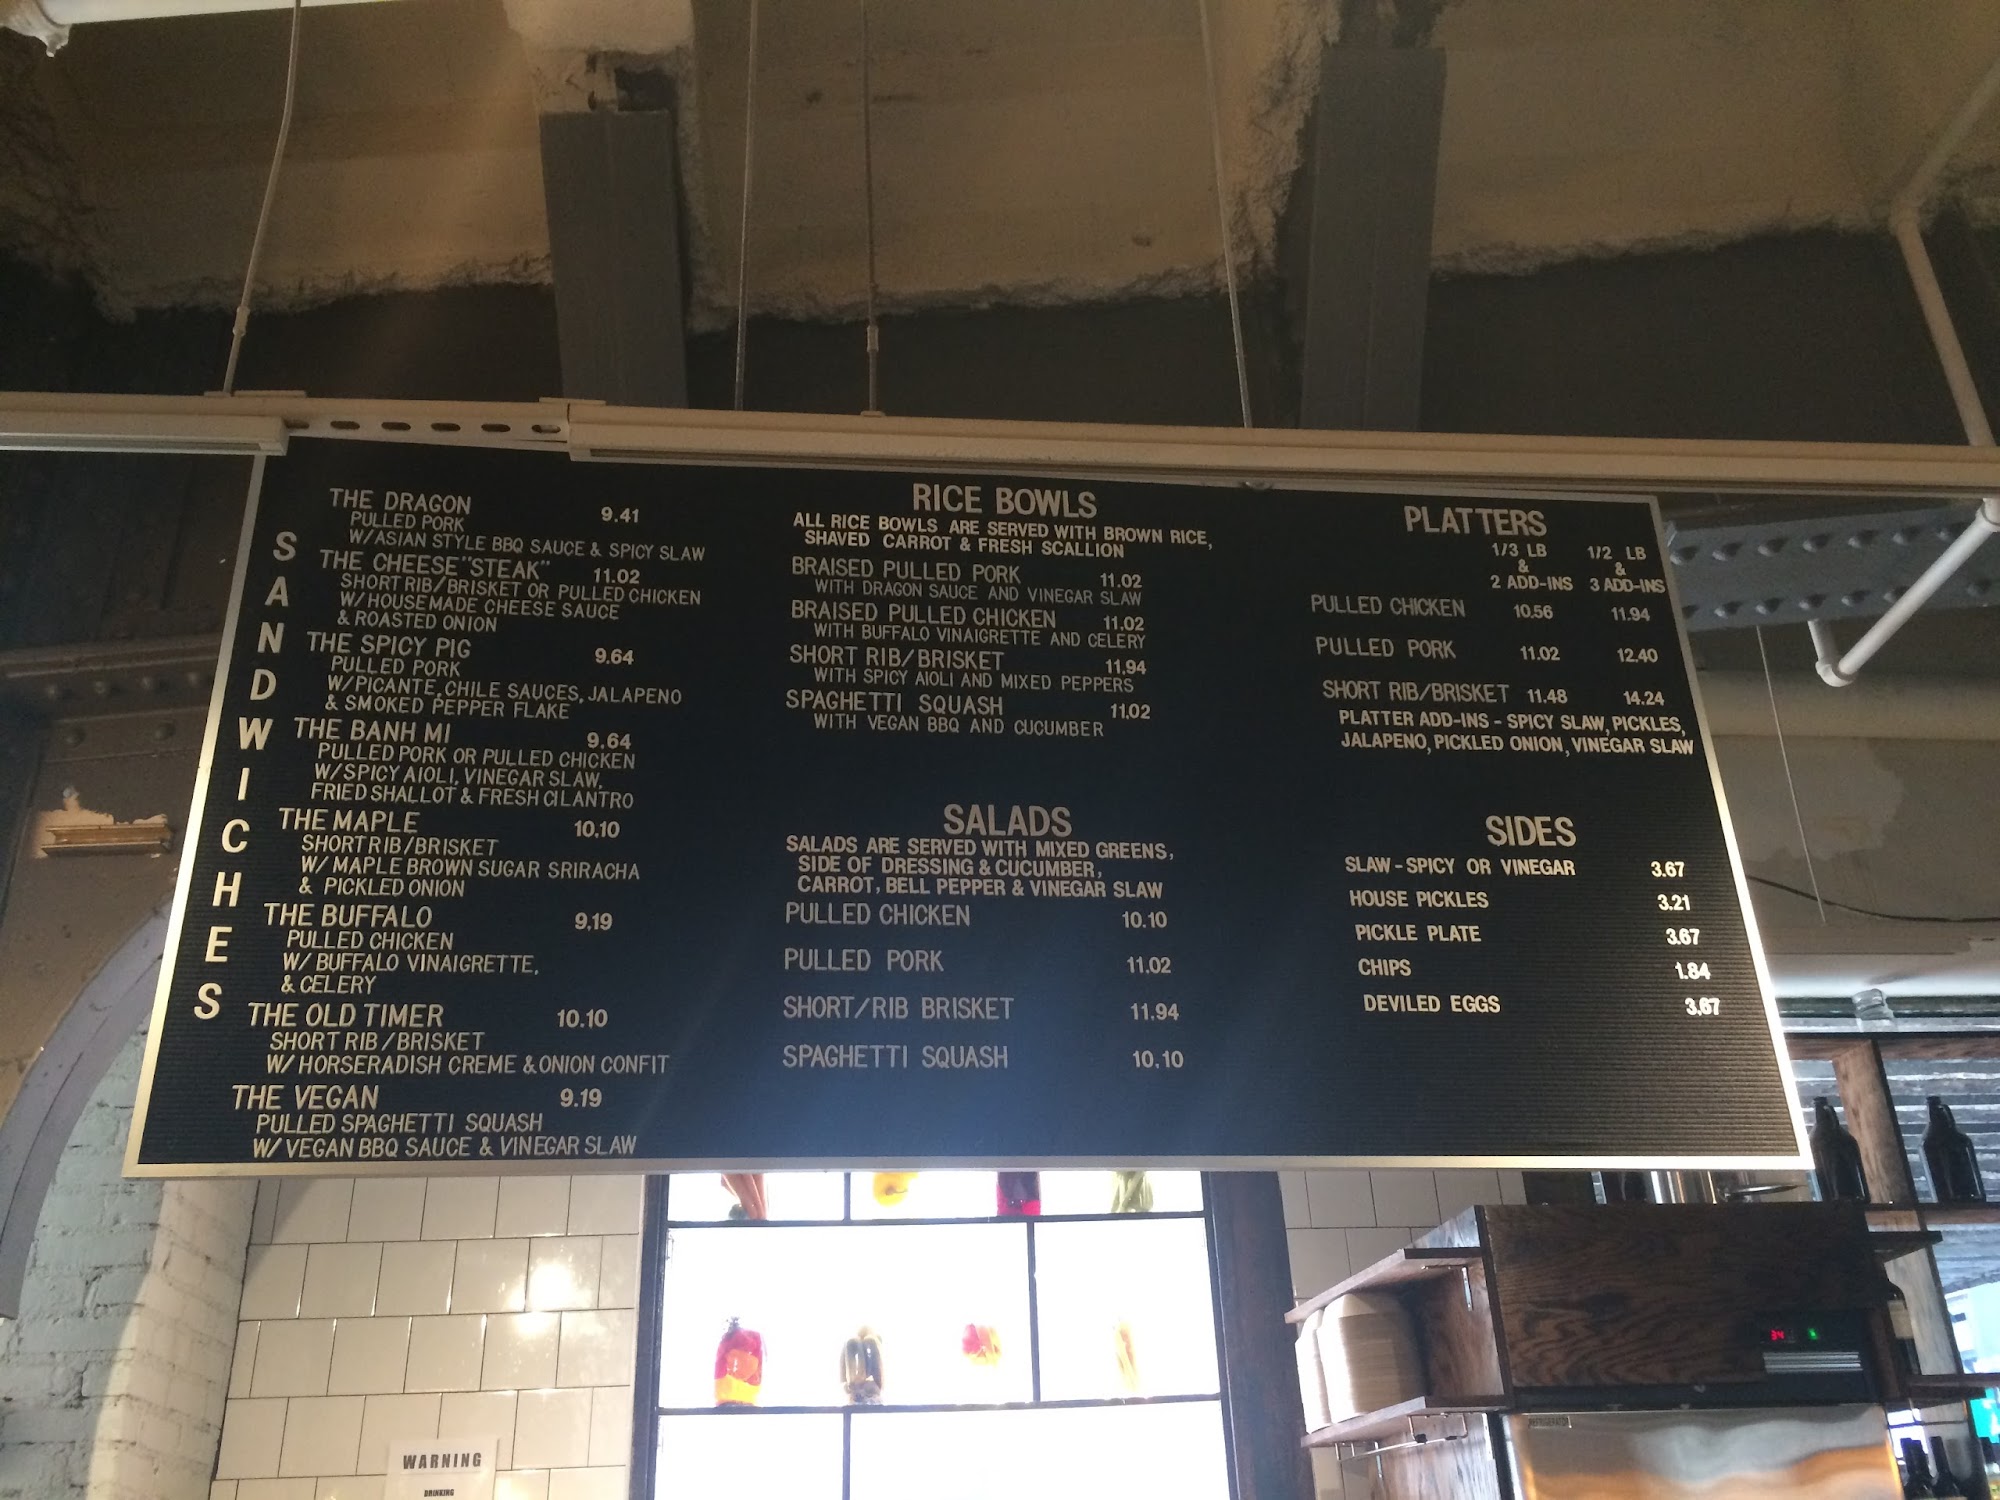 SANDWICHES
THE DRAGON 9.41
PULLED PORK
W/ASIAN STYLE BBQ SAUCE & SPICY SLAW
THE CHEESE"STEAK" 11.02
SHORT RIB/BRISKET OR PULLED CHICKEN
W/HOUSEMADE CHEESE SAUCE
& ROASTED ONION
THE SPICY PIG 9.64
PULLED PORK
W/PICANTE, CHILE SAUCES, JALAPENO
& SMOKED PEPPER FLAKE
THE BANH MI 9.64
PULLED PORK OR PULLED CHICKEN
W/SPICY AIOLI, VINEGAR SLAW,
FRIED SHALLOT & FRESH CILANTRO
THE MAPLE 10.10
SHORT RIB/BRISKET
W/ MAPLE BROWN SUGAR SRIRACHA
& PICKLED ONION
THE BUFFALO 9.19
PULLED CHICKEN
W/ BUFFALO VINAIGRETTE,
& CELERY
THE OLD TIMER 10.10
SHORT RIB/BRISKET
W/ HORSERADISH CREME & ONION CONFIT
THE VEGAN 9.19
PULLED SPAGHETTI SQUASH
W/ VEGAN BBQ SAUCE & VINEGAR SLAW
RICE BOWLS
ALL RICE BOWLS ARE SERVED WITH BROWN RICE,
SHAVED CARROT & FRESH SCALLION
BRAISED PULLED PORK 11.02
WITH DRAGON SAUCE AND VINEGAR SLAW
BRAISED PULLED CHICKEN 11.02
WITH BUFFALO VINAIGRETTE AND CELERY
SHORT RIB/BRISKET 11.94
WITH SPICY AIOLI AND MIXED PEPPERS
SPAGHETTI SQUASH 11.02
WITH VEGAN BBQ AND CUCUMBER
SALADS
SALADS ARE SERVED WITH MIXED GREENS,
SIDE OF DRESSING & CUCUMBER,
CARROT, BELL PEPPER & VINEGAR SLAW
PULLED CHICKEN 10.10
PULLED PORK 11.02
SHORT/RIB BRISKET 11.94
SPAGHETTI SQUASH 10.10
PLATTERS
1/3 LB 1/2 LB
& &
2 ADD-INS 3 ADD-INS
PULLED CHICKEN 10.56 11.94
PULLED PORK 11.02 12.40
SHORT RIB/BRISKET 11.48 14.24
PLATTER ADD-INS - SPICY SLAW, PICKLES,
JALAPENO, PICKLED ONION, VINEGAR SLAW
SIDES
SLAW-SPICY OR VINEGAR 3.67
HOUSE PICKLES 3.21
PICKLE PLATE 3.67
CHIPS 1.84
DEVILED EGGS 3.67
34
WARNING
DRINKING